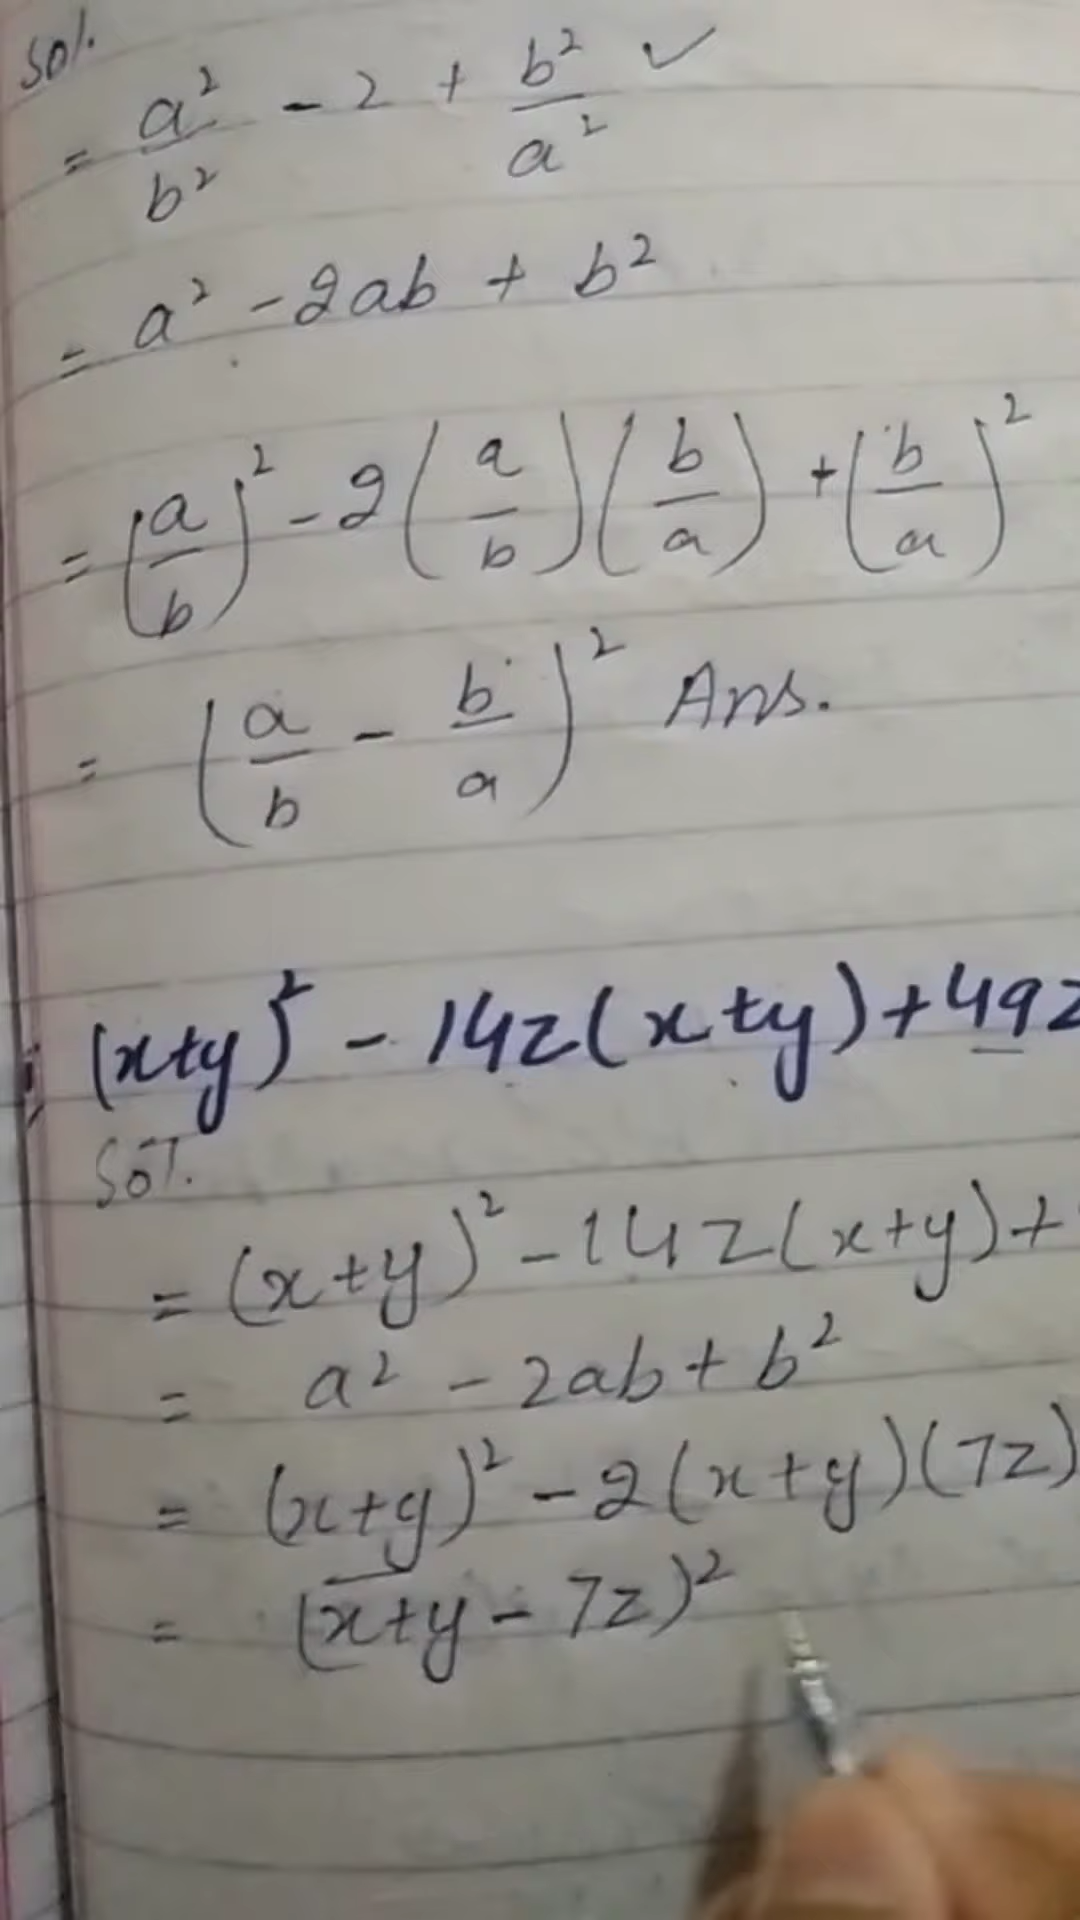 Sol.
= a²/b² - 2 + b²/a² ✓
= a² - 2ab + b²
= (a/b)² - 2(a/b)(b/a) + (b/a)²
= (a/b - b/a)² Ans.
(x+y)² - 14z(x+y)+49z
Sol.
= (x+y)² - 14z(x+y)+
= a² - 2ab + b²
= (x+y)² - 2(x+y)(7z)
= (x+y - 7z)²